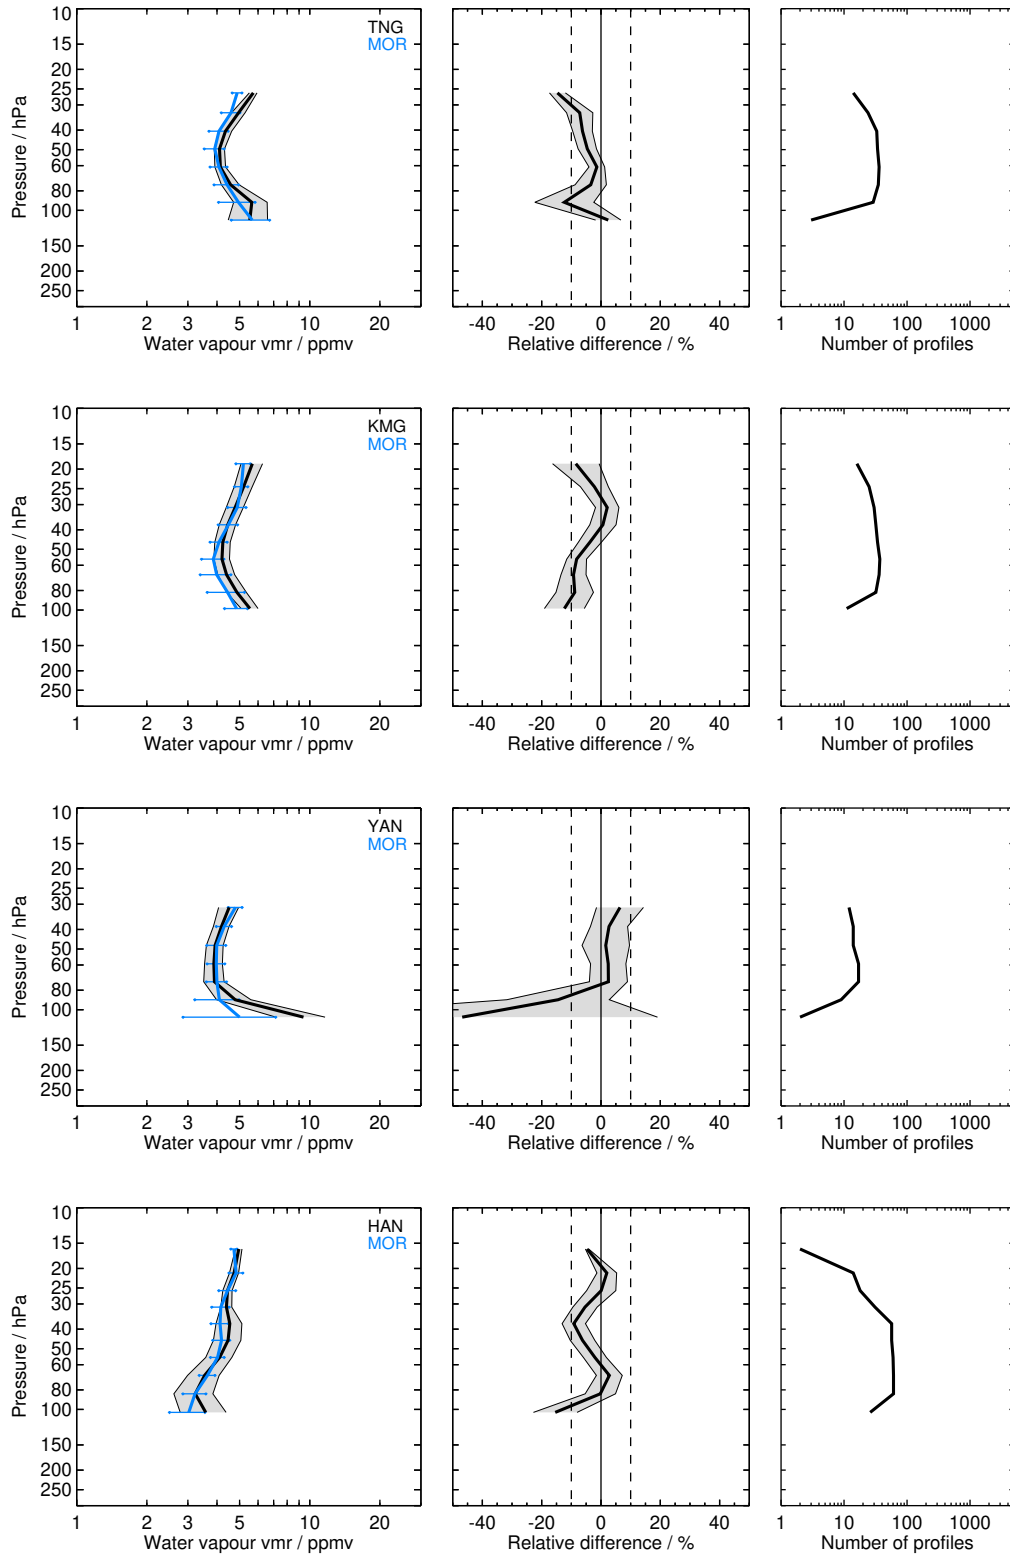 TNG
MOR
10
15
20
25
30
40
50
60
80
100
150
200
250
Pressure / hPa
1 2 3 5 10 20
Water vapour vmr / ppmv
-40 -20 0 20 40
Relative difference / %
1 10 100 1000
Number of profiles
KMG
MOR
10
15
20
25
30
40
50
60
80
100
150
200
250
Pressure / hPa
1 2 3 5 10 20
Water vapour vmr / ppmv
-40 -20 0 20 40
Relative difference / %
1 10 100 1000
Number of profiles
YAN
MOR
10
15
20
25
30
40
50
60
80
100
150
200
250
Pressure / hPa
1 2 3 5 10 20
Water vapour vmr / ppmv
-40 -20 0 20 40
Relative difference / %
1 10 100 1000
Number of profiles
HAN
MOR
10
15
20
25
30
40
50
60
80
100
150
200
250
Pressure / hPa
1 2 3 5 10 20
Water vapour vmr / ppmv
-40 -20 0 20 40
Relative difference / %
1 10 100 1000
Number of profiles